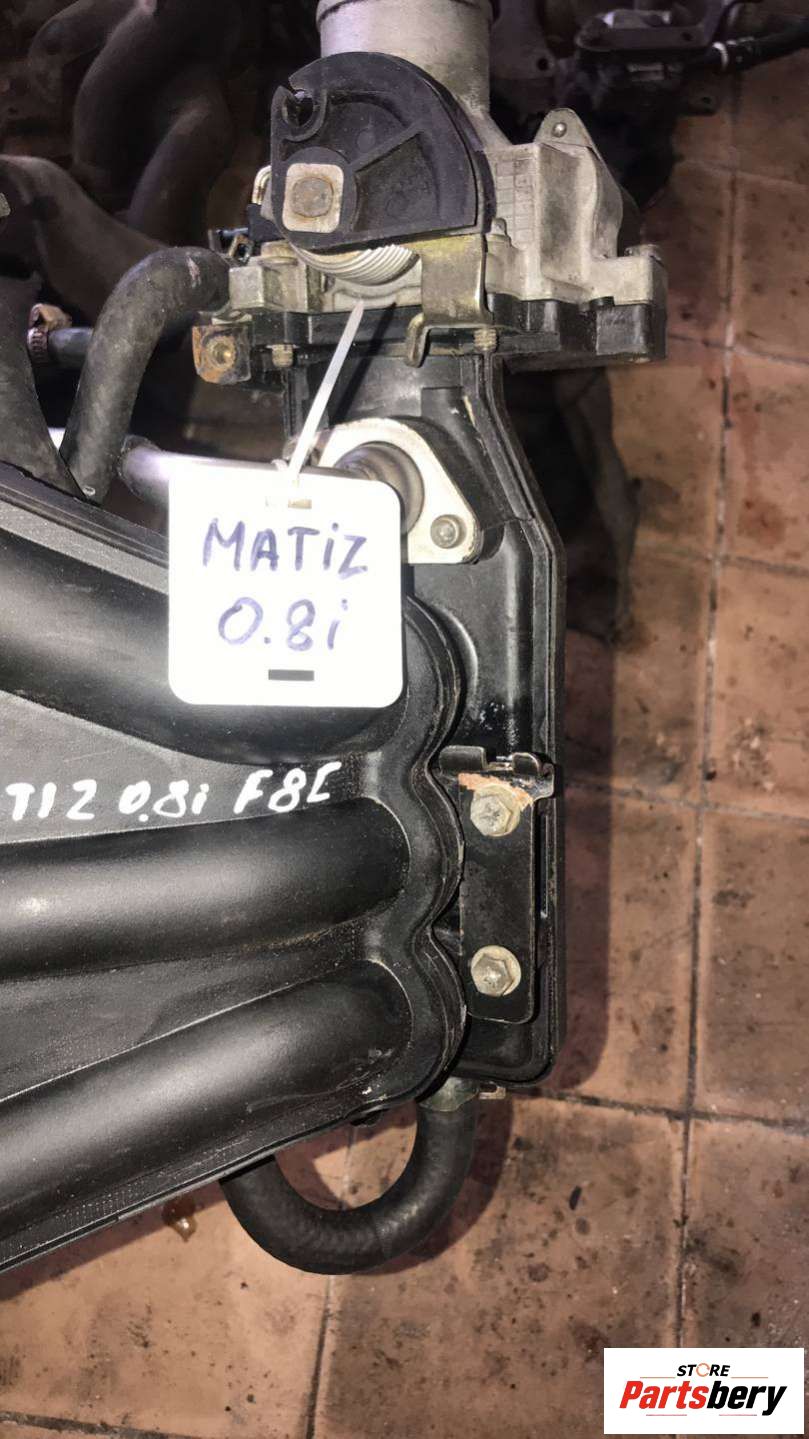 MATiZ
0.8i
TIZ 0.8i F8C
STORE
Partsbery